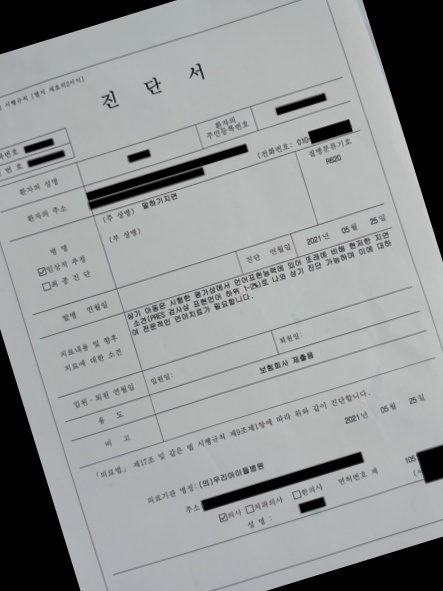 시행규칙 [별지 제호의2서식]
진 단 서
록번호
번 호
환자의 성명
환자의
주민등록번호
환자의 주소
(전화번호: 010
병 명
☑임상적 추정
☐최 종 진 단
(주 상병) 말하기지연
(부 상병)
질병분류기호
R620
발병 연월일
진단 연월일
2021년 05월 25일
치료내용 및 향후
치료에 대한 소견
상기 아동은 시행한 평가상에서 언어표현능력에 있어 또래에 비해 현저한 지연
소견(PRES 검사상 표현언어 하위 1-2%)로 나와 상기 진단 가능하며 이에 대하
여 전문적인 언어치료가 필요합니다.
입원·퇴원 연월일
입원일:
퇴원일:
용 도
보험회사 제출용
비 고
「의료법」 제17조 및 같은 법 시행규칙 제9조제1항에 따라 위와 같이 진단합니다.
2021년 05월 25일
의료기관 명칭: (의)우리아이들병원
주소
☑의사 ☐치과의사 ☐한의사
면허번호 제 105
성 명 :